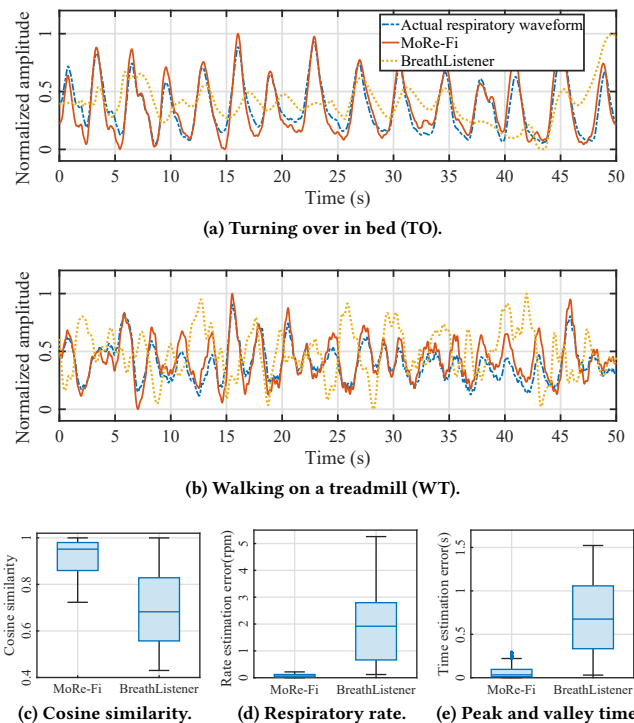 Actual respiratory waveform
MoRe-Fi
BreathListener
Normalized amplitude
1
0.5
0
0 5 10 15 20 25 30 35 40 45 50
Time (s)
(a) Turning over in bed (TO).
Normalized amplitude
1
0.5
0
0 5 10 15 20 25 30 35 40 45 50
Time (s)
(b) Walking on a treadmill (WT).
Cosine similarity
1
0.8
0.6
0.4
MoRe-Fi BreathListener
(c) Cosine similarity.
Rate estimation error(rpm)
5
4
3
2
1
0
MoRe-Fi BreathListener
(d) Respiratory rate.
Time estimation error(s)
1.5
1
0.5
0
MoRe-Fi BreathListener
(e) Peak and valley time